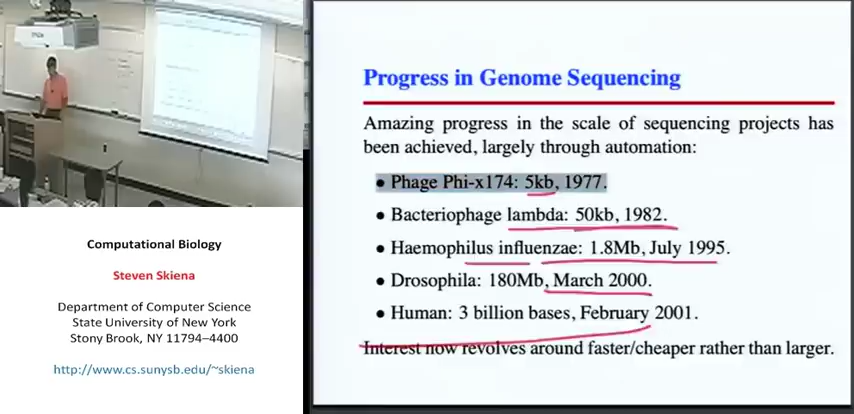 Computational Biology
Steven Skiena
Department of Computer Science
State University of New York
Stony Brook, NY 11794–4400
http://www.cs.sunysb.edu/~skiena
Progress in Genome Sequencing
Amazing progress in the scale of sequencing projects has
been achieved, largely through automation:
• Phage Phi-x174: 5kb, 1977.
• Bacteriophage lambda: 50kb, 1982.
• Haemophilus influenzae: 1.8Mb, July 1995.
• Drosophila: 180Mb, March 2000.
• Human: 3 billion bases, February 2001.
Interest now revolves around faster/cheaper rather than larger.